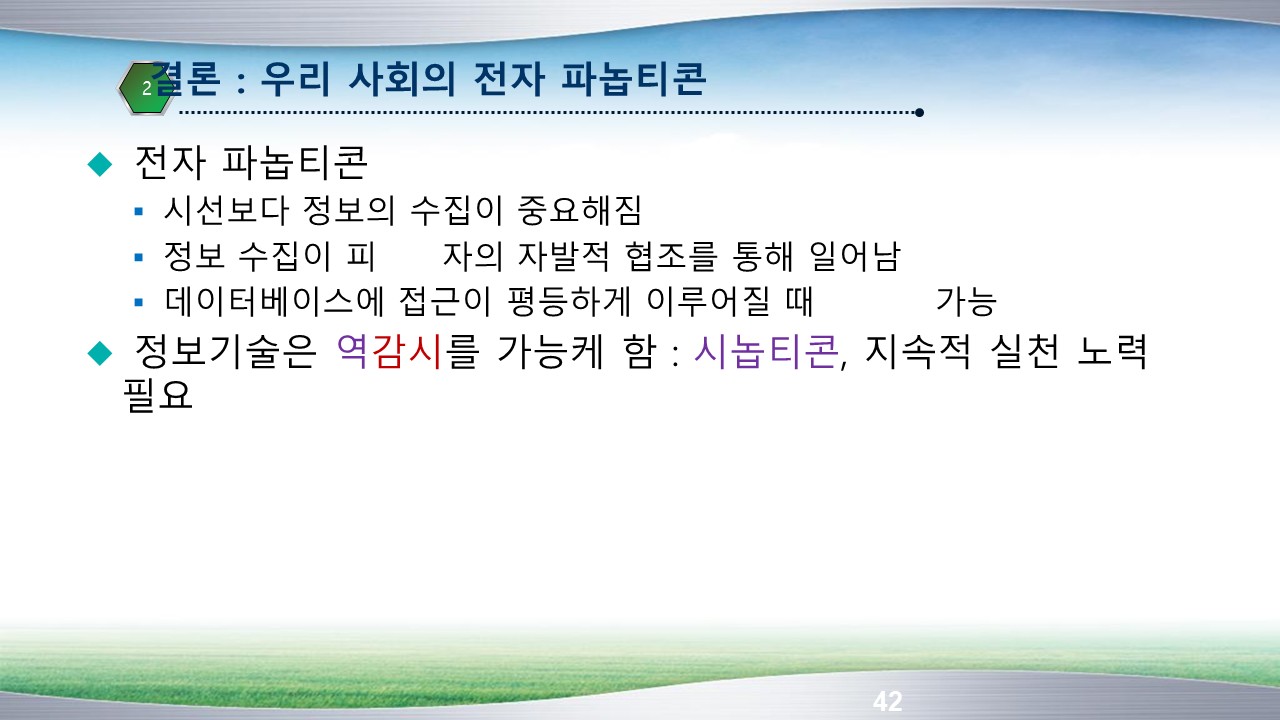 2
결론 : 우리 사회의 전자 파놉티콘
◆ 전자 파놉티콘
▪ 시선보다 정보의 수집이 중요해짐
▪ 정보 수집이 피 자의 자발적 협조를 통해 일어남
▪ 데이터베이스에 접근이 평등하게 이루어질 때 가능
◆ 정보기술은 역감시를 가능케 함 : 시놉티콘, 지속적 실천 노력
필요
42